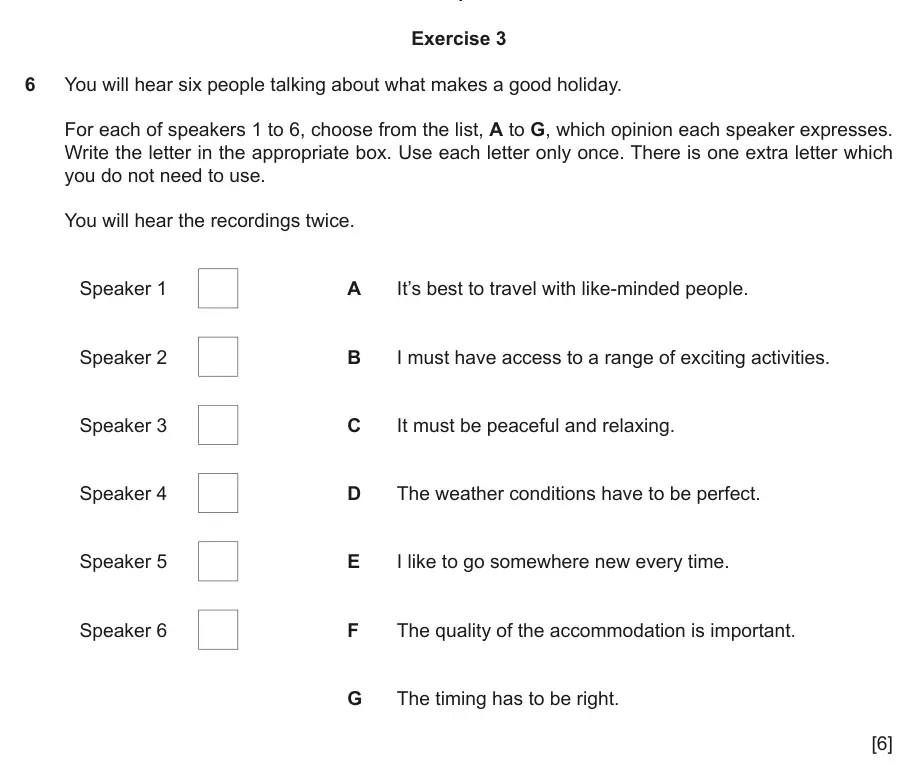 Exercise 3
6 You will hear six people talking about what makes a good holiday.
For each of speakers 1 to 6, choose from the list, A to G, which opinion each speaker expresses.
Write the letter in the appropriate box. Use each letter only once. There is one extra letter which
you do not need to use.
You will hear the recordings twice.
Speaker 1 A It’s best to travel with like-minded people.
Speaker 2 B I must have access to a range of exciting activities.
Speaker 3 C It must be peaceful and relaxing.
Speaker 4 D The weather conditions have to be perfect.
Speaker 5 E I like to go somewhere new every time.
Speaker 6 F The quality of the accommodation is important.
G The timing has to be right.
[6]